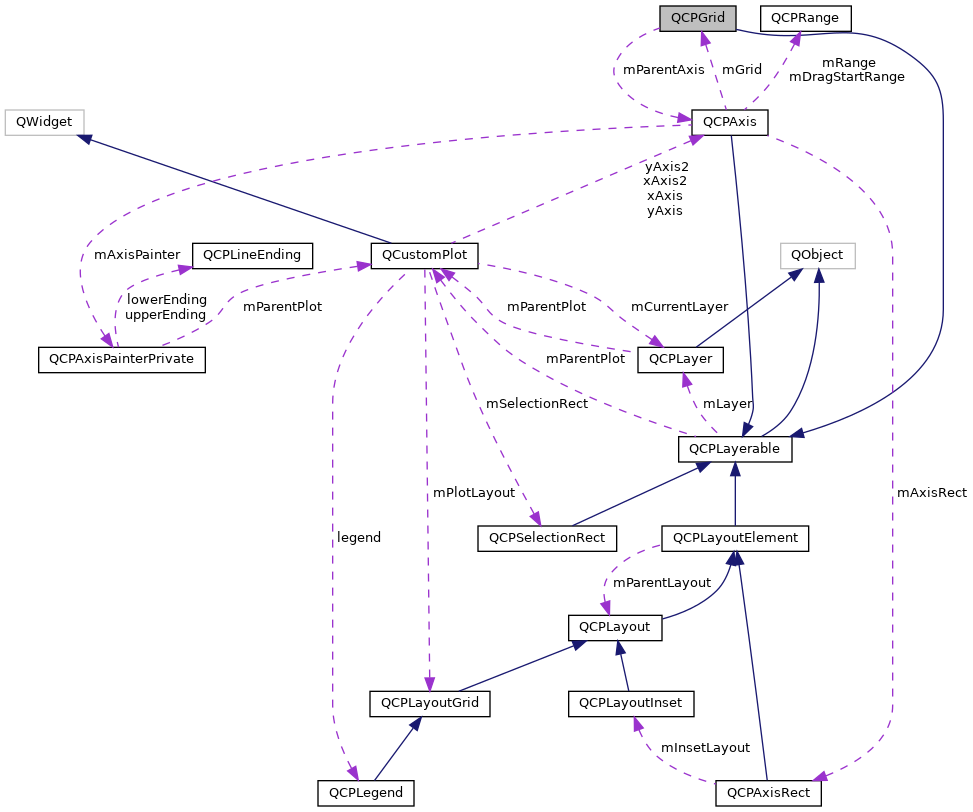 QCPGrid
QCPRange
mParentAxis
mGrid
mRange
mDragStartRange
QWidget
QCPAxis
yAxis2
xAxis2
xAxis
yAxis
mAxisPainter
QCPLineEnding
QCustomPlot
QObject
lowerEnding
upperEnding
mParentPlot
mParentPlot
mCurrentLayer
QCPAxisPainterPrivate
mParentPlot
QCPLayer
mSelectionRect
mLayer
QCPLayerable
mPlotLayout
mAxisRect
legend
QCPSelectionRect
QCPLayoutElement
mParentLayout
QCPLayout
QCPLayoutGrid
QCPLayoutInset
mInsetLayout
QCPLegend
QCPAxisRect